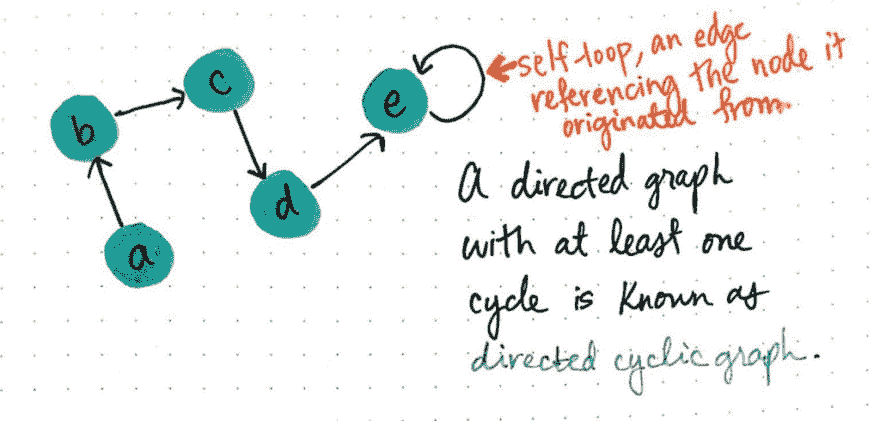 a
b
c
d
e
self-loop, an edge
referencing the node it
originated from
A directed graph
with at least one
cycle is known as
directed cyclic graph.